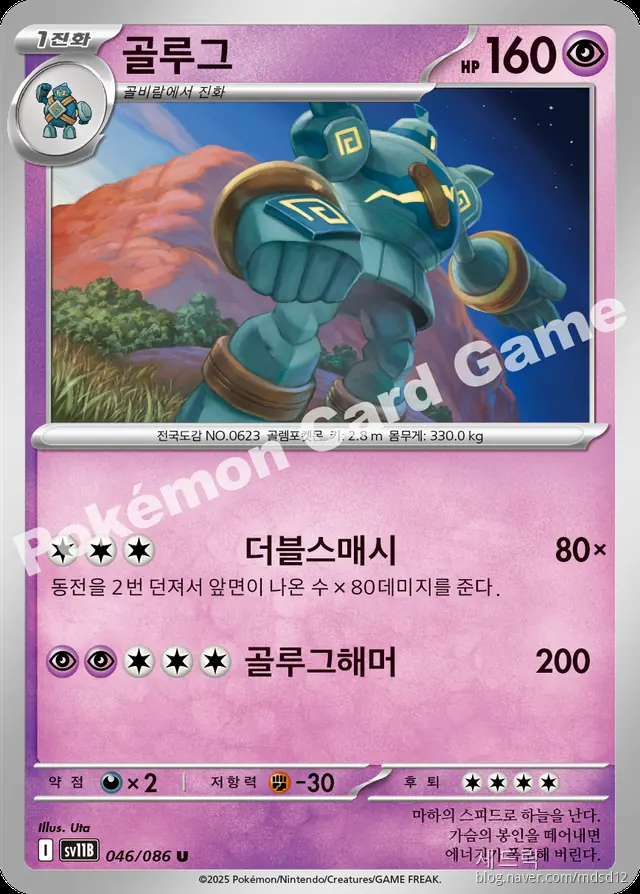 1진화
골루그
HP 160
골비람에서 진화
Pokémon Card Game
전국도감 NO.0623 골렘포켓몬 키: 2.8 m 몸무게: 330.0 kg
더블스매시 80×
동전을 2번 던져서 앞면이 나온 수 × 80데미지를 준다.
골루그해머 200
약점 ×2 저항력 -30 후퇴
마하의 스피드로 하늘을 난다.
가슴의 봉인을 떼어내면
에너지가 폭주해 버린다.
Illus. Uta
I sv11B 046/086 U
©2025 Pokémon/Nintendo/Creatures/GAME FREAK.
blog.naver.com/mdsd12